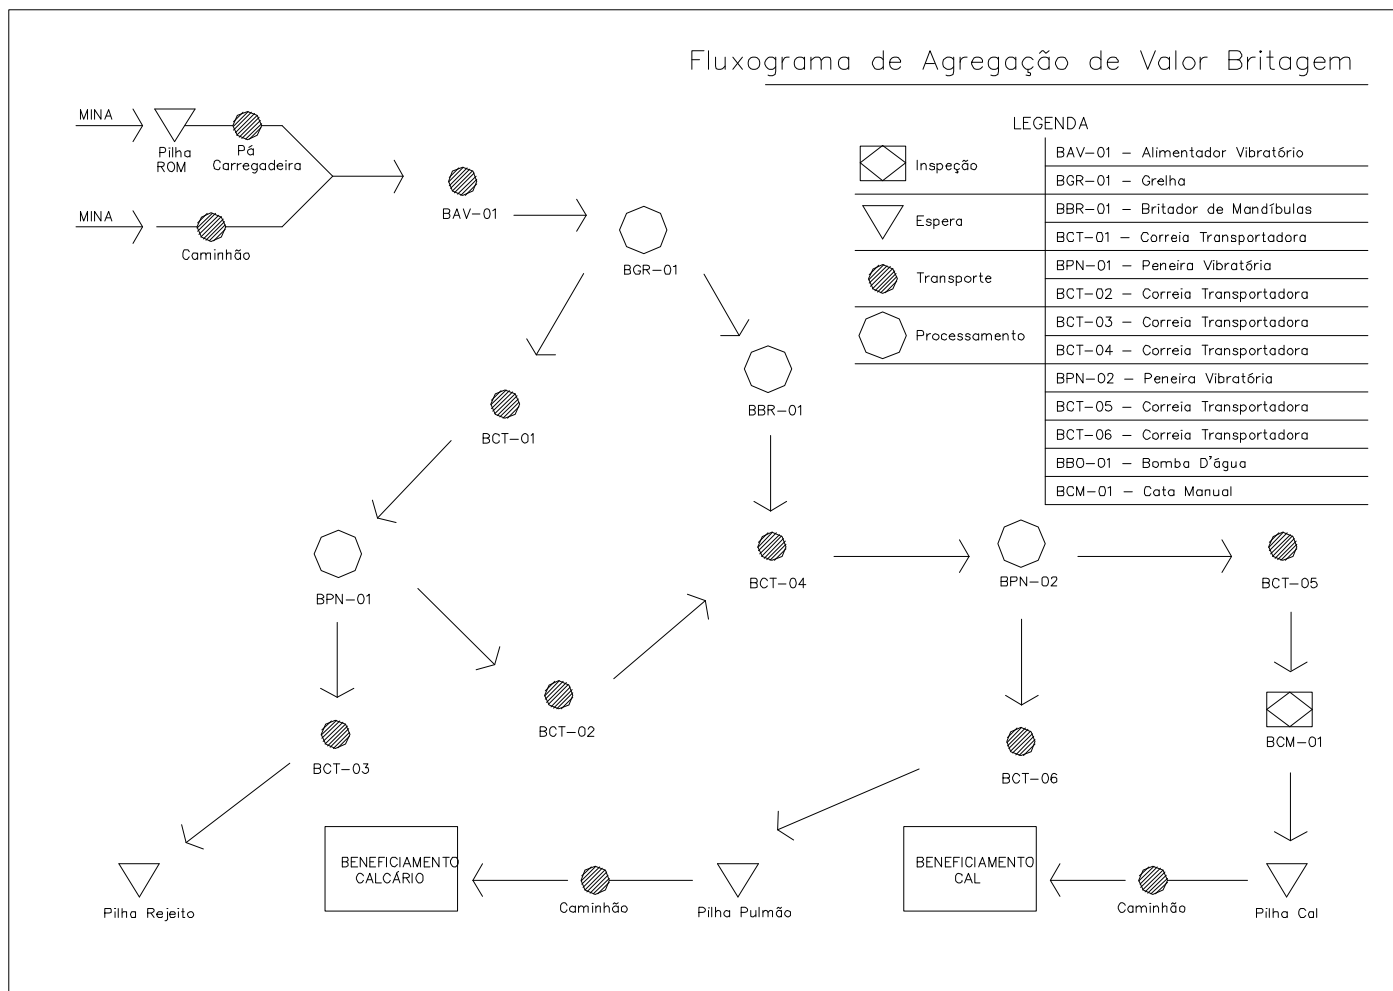 Fluxograma de Agregação de Valor Britagem
MINA
Pilha
ROM
Pá
Carregadeira
MINA
Caminhão
BAV-01
BGR-01
BCT-01
BBR-01
BPN-01
BCT-04
BPN-02
BCT-05
BCT-02
BCT-03
BCT-06
BCM-01
Pilha Rejeito
BENEFICIAMENTO
CALCÁRIO
Caminhão
Pilha Pulmão
BENEFICIAMENTO
CAL
Caminhão
Pilha Cal
LEGENDA
Inspeção
Espera
Transporte
Processamento
BAV-01 - Alimentador Vibratório
BGR-01 - Grelha
BBR-01 - Britador de Mandíbulas
BCT-01 - Correia Transportadora
BPN-01 - Peneira Vibratória
BCT-02 - Correia Transportadora
BCT-03 - Correia Transportadora
BCT-04 - Correia Transportadora
BPN-02 - Peneira Vibratória
BCT-05 - Correia Transportadora
BCT-06 - Correia Transportadora
BBO-01 - Bomba D'água
BCM-01 - Cata Manual